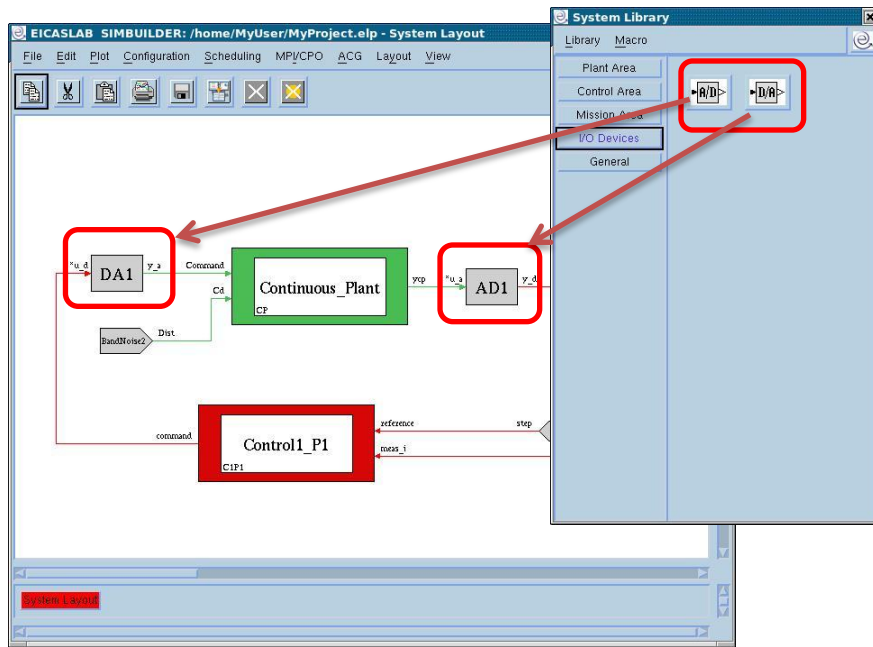 EICASLAB SIMBUILDER: /home/MyUser/MyProject.elp - System Layout
File Edit Plot Configuration Scheduling MPI/CPO ACG Layout View
System Library
Library Macro
Plant Area
Control Area
Mission Area
I/O Devices
General
A/D
D/A
*u_d
DA1
y_a
Command
Cd
Continuous_Plant
CP
ycp
*u_a
AD1
y_d
BandNoise2
Dist
command
Control1_P1
C1P1
reference
meas_i
step
System Layout